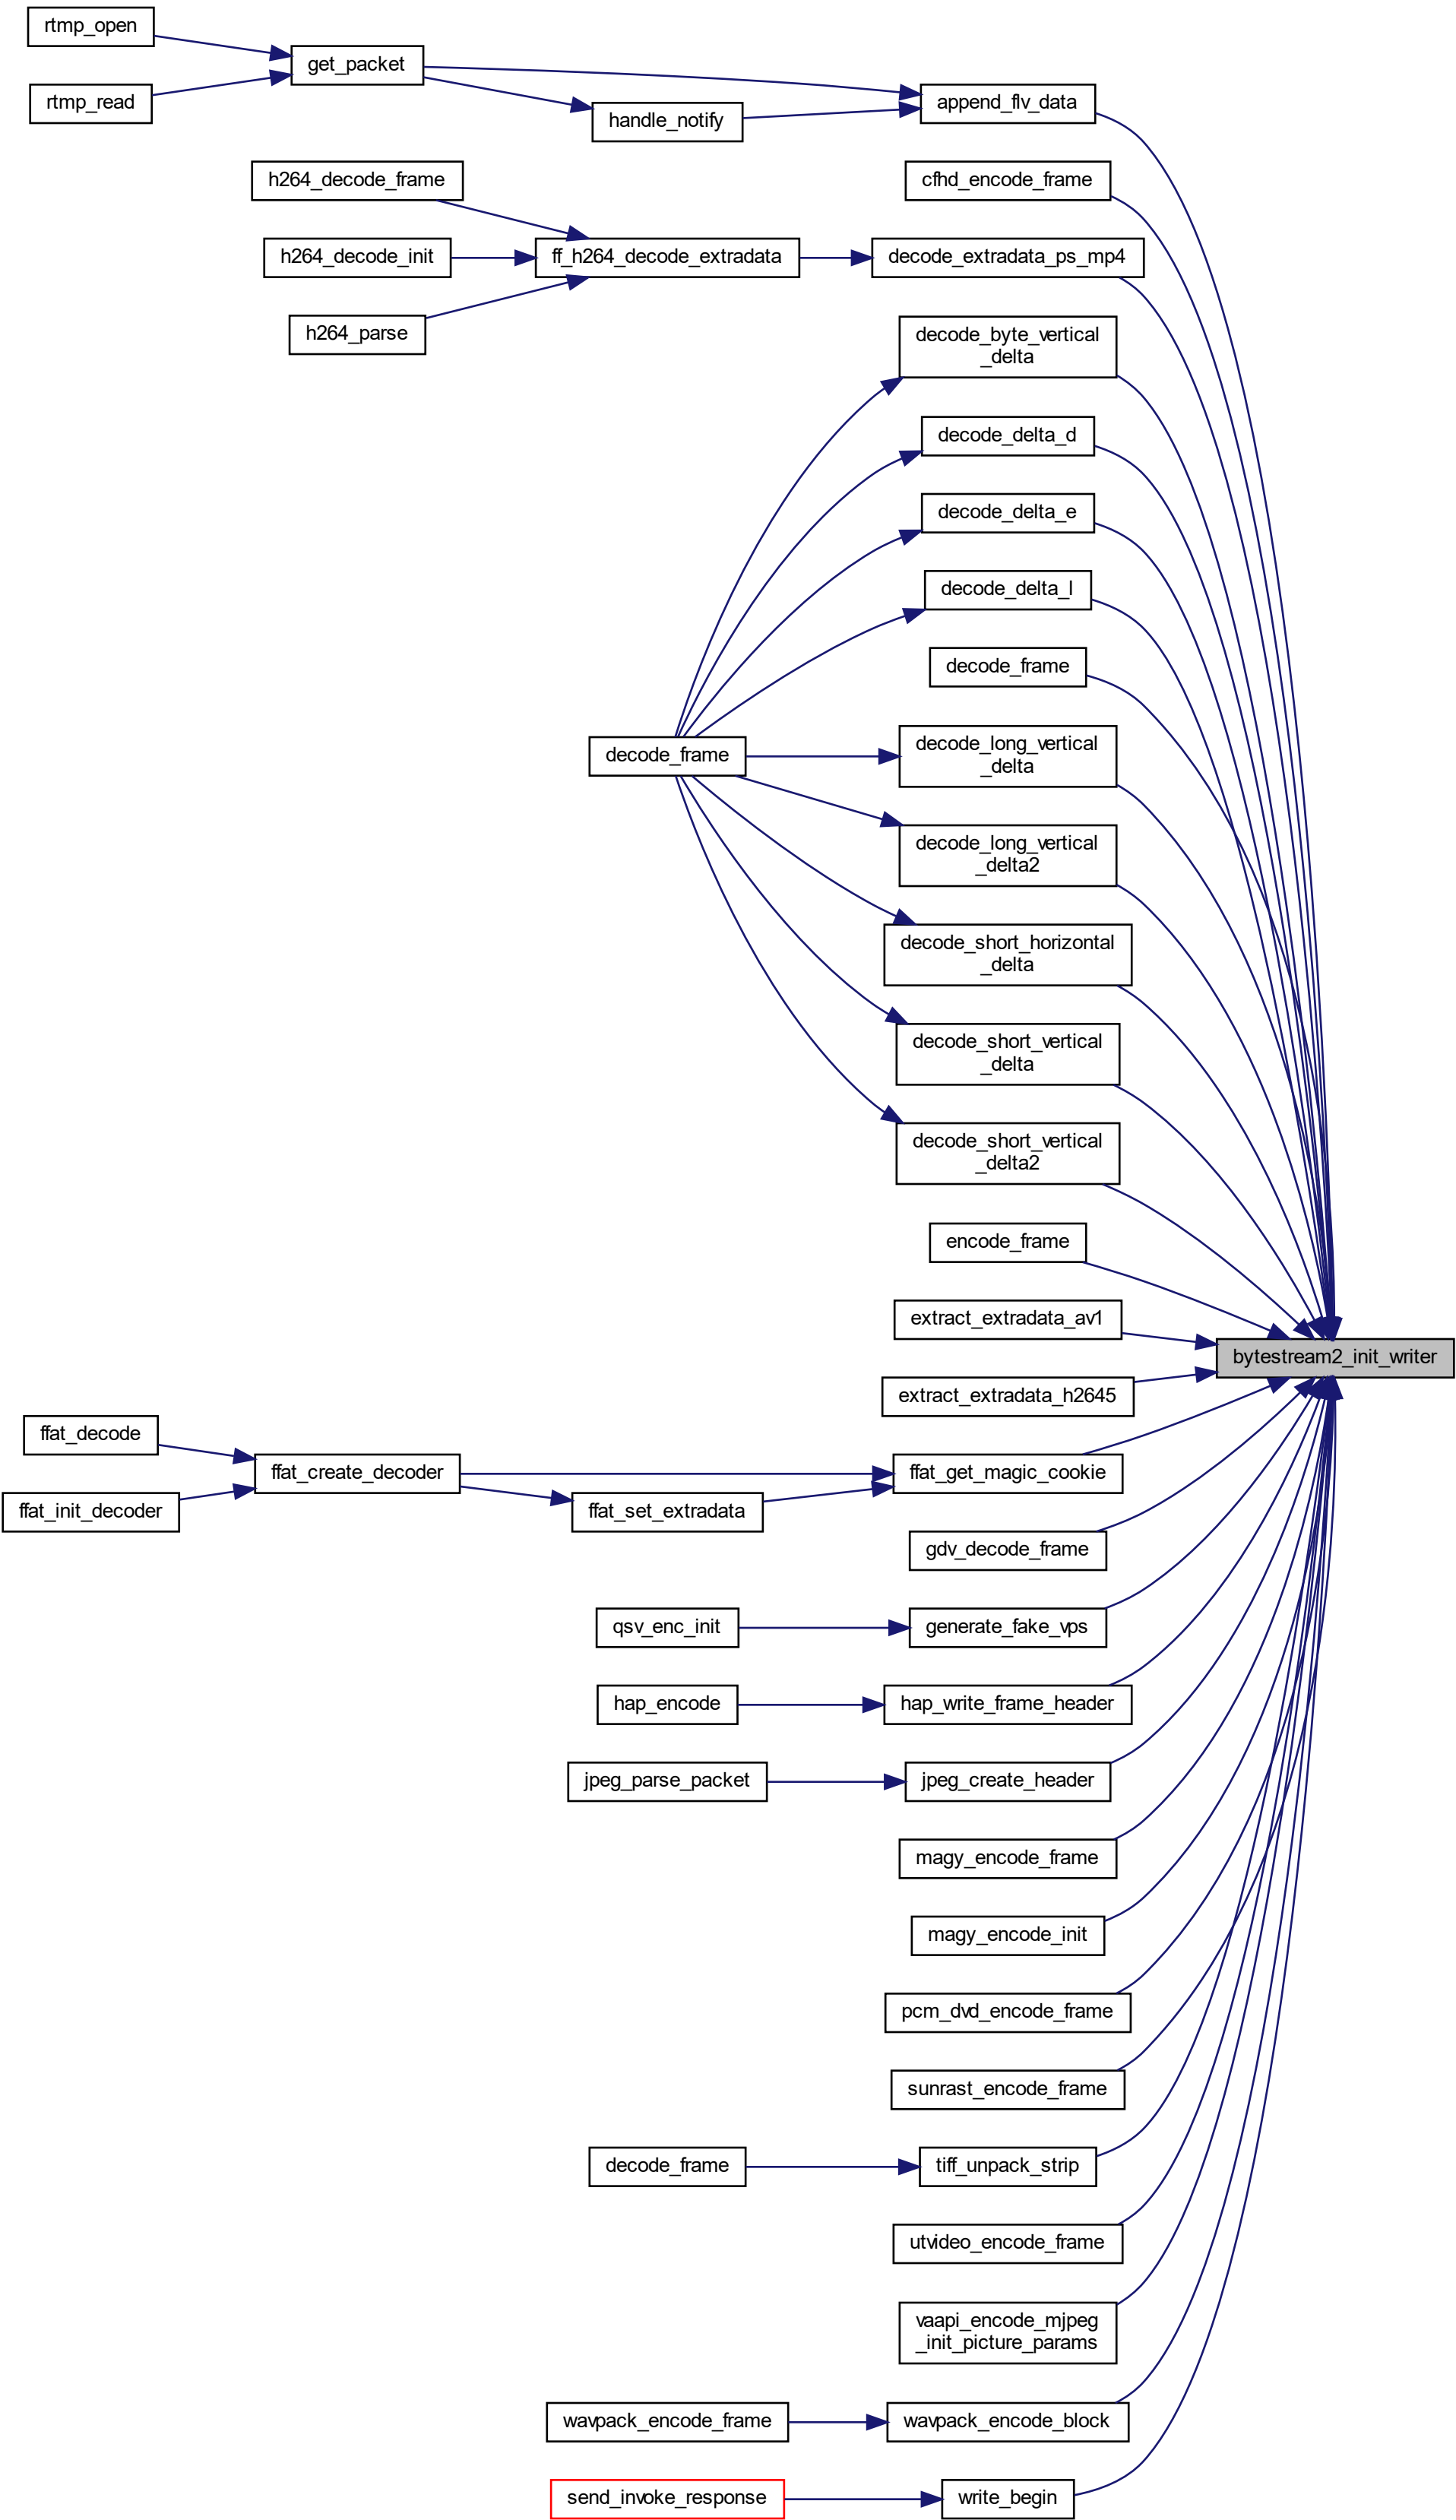 rtmp_open
get_packet
rtmp_read
append_flv_data
handle_notify
h264_decode_frame
cfhd_encode_frame
h264_decode_init
ff_h264_decode_extradata
decode_extradata_ps_mp4
h264_parse
decode_byte_vertical
_delta
decode_delta_d
decode_delta_e
decode_delta_l
decode_frame
decode_frame
decode_long_vertical
_delta
decode_long_vertical
_delta2
decode_short_horizontal
_delta
decode_short_vertical
_delta
decode_short_vertical
_delta2
encode_frame
extract_extradata_av1
bytestream2_init_writer
extract_extradata_h2645
ffat_decode
ffat_create_decoder
ffat_get_magic_cookie
ffat_init_decoder
ffat_set_extradata
gdv_decode_frame
qsv_enc_init
generate_fake_vps
hap_encode
hap_write_frame_header
jpeg_parse_packet
jpeg_create_header
magy_encode_frame
magy_encode_init
pcm_dvd_encode_frame
sunrast_encode_frame
decode_frame
tiff_unpack_strip
utvideo_encode_frame
vaapi_encode_mjpeg
_init_picture_params
wavpack_encode_frame
wavpack_encode_block
send_invoke_response
write_begin